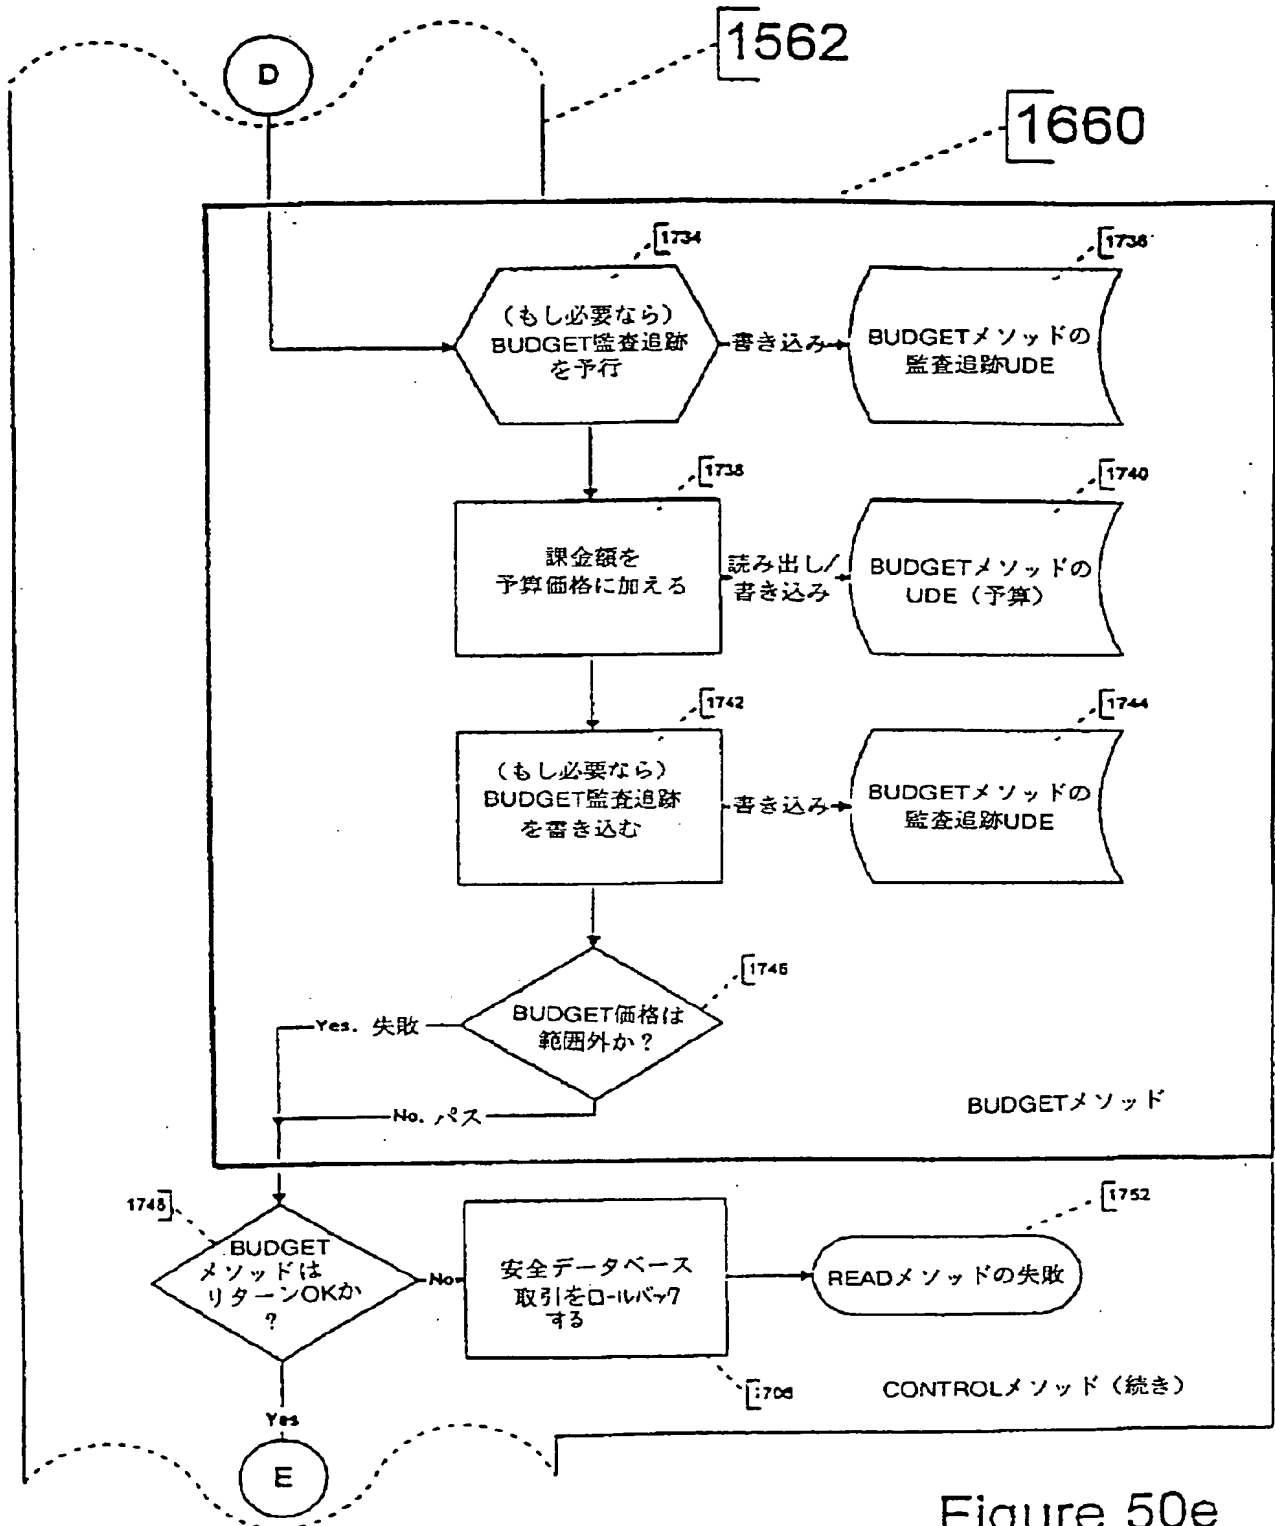 D
1562
1660
1734
(もし必要なら)
BUDGET監査追跡
を予行
書き込み
1736
BUDGETメソッドの
監査追跡UDE
1738
課金額を
予算価格に加える
読み出し/
書き込み
1740
BUDGETメソッドの
UDE(予算)
1742
(もし必要なら)
BUDGET監査追跡
を書き込む
書き込み
1744
BUDGETメソッドの
監査追跡UDE
1746
BUDGET価格は
範囲外か?
Yes. 失敗
No. パス
BUDGETメソッド
1748
BUDGET
メソッドは
リターンOKか
?
No
安全データベース
取引をロールバック
する
1752
READメソッドの失敗
CONTROLメソッド(続き)
Yes
E
Figure 50e